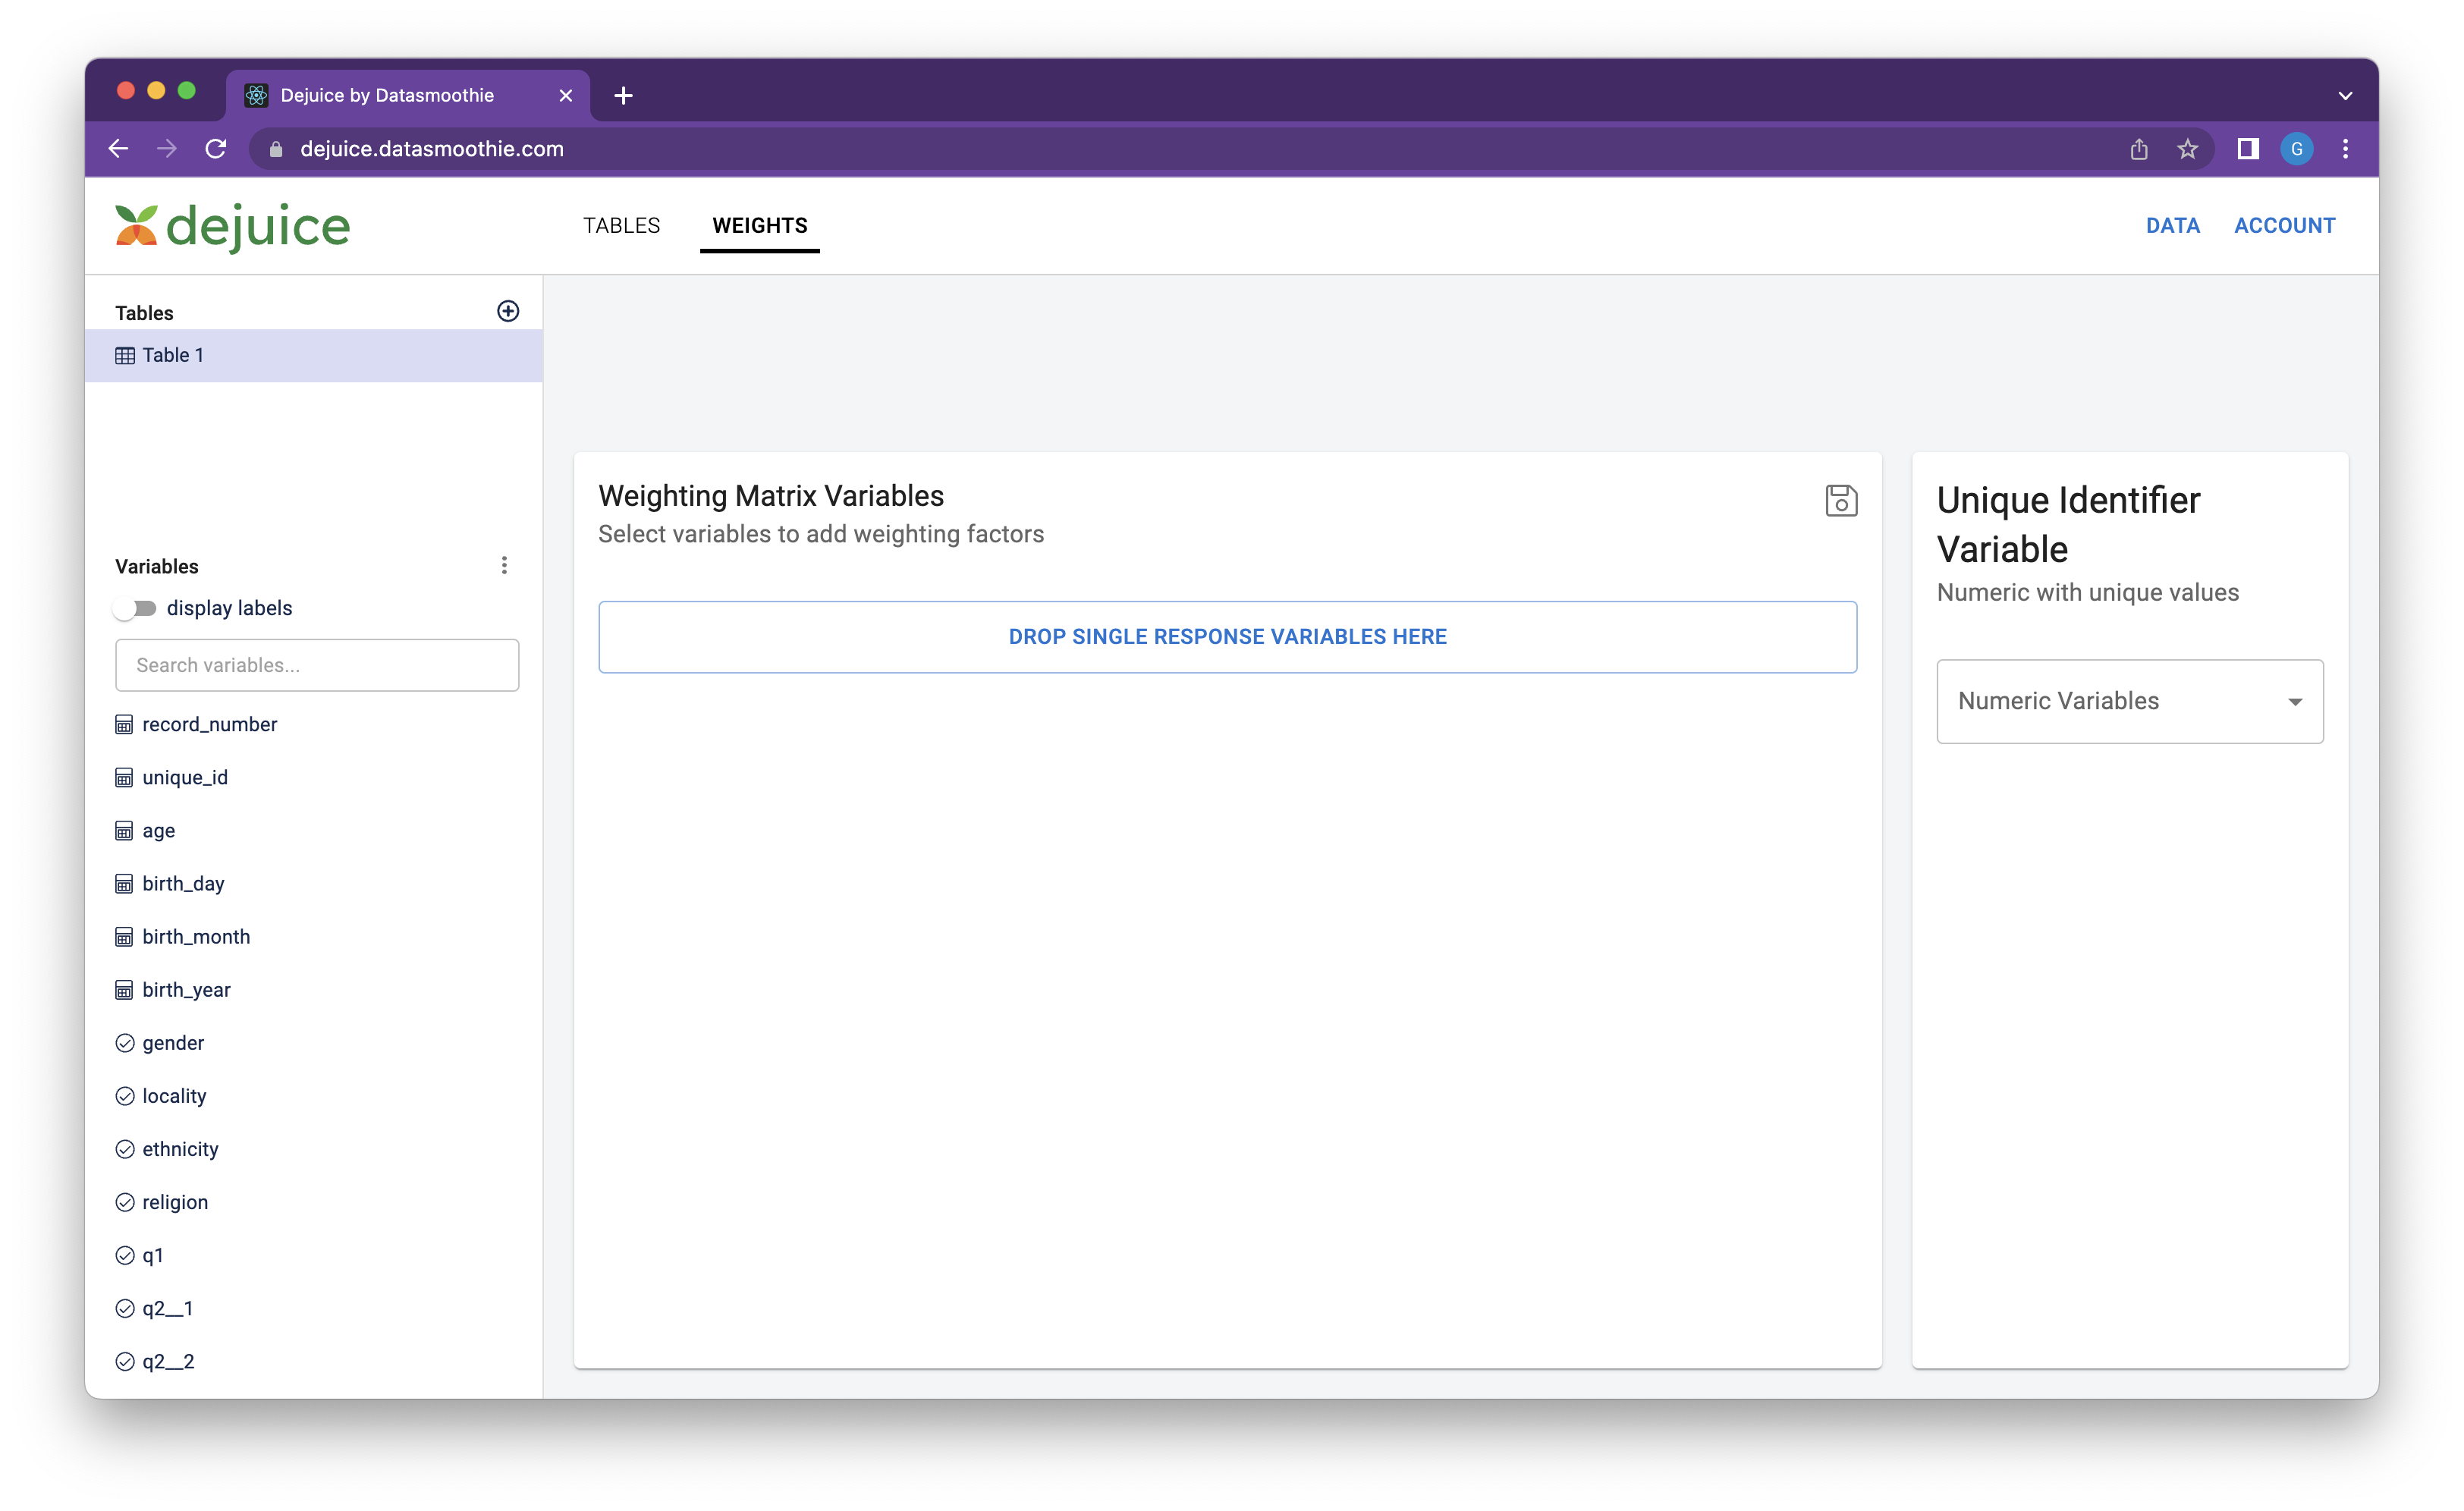 Dejuice by Datasmoothie
dejuice.datasmoothie.com
G
dejuice
TABLES
WEIGHTS
DATA
ACCOUNT
Tables
Table 1
Variables
display labels
Search variables...
record_number
unique_id
age
birth_day
birth_month
birth_year
gender
locality
ethnicity
religion
q1
q2__1
q2__2
Weighting Matrix Variables
Select variables to add weighting factors
DROP SINGLE RESPONSE VARIABLES HERE
Unique Identifier
Variable
Numeric with unique values
Numeric Variables